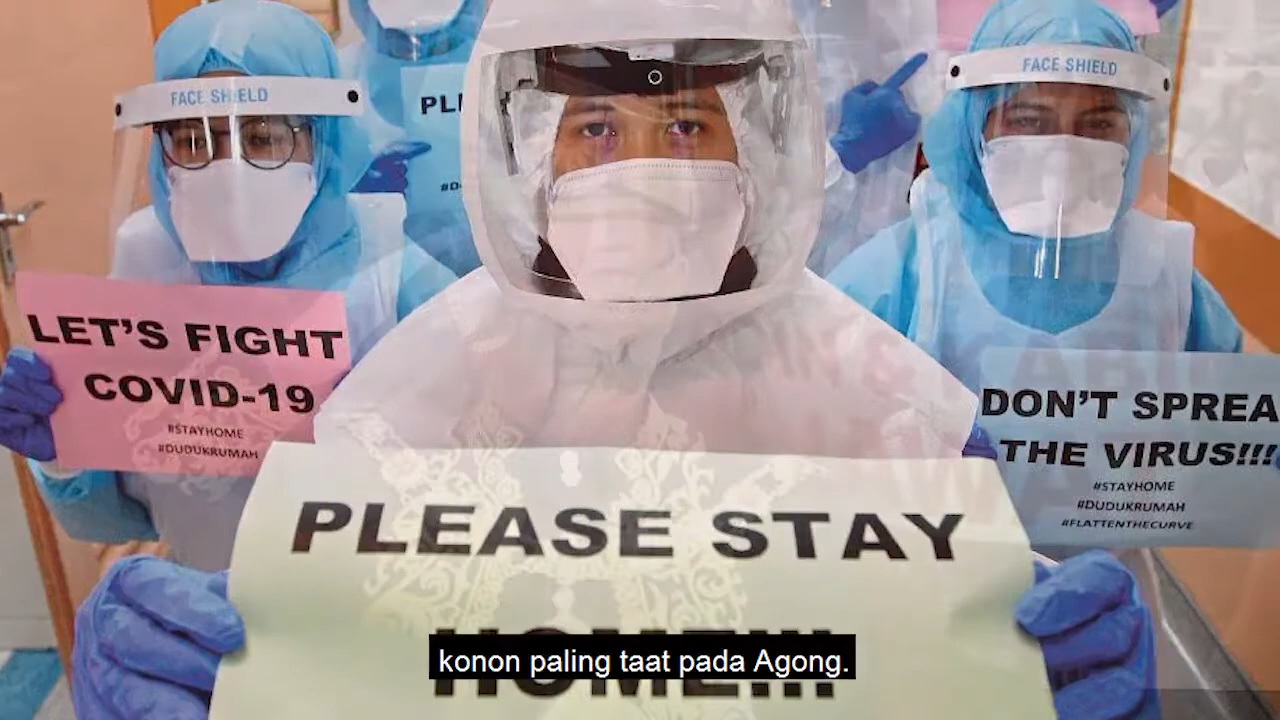 FACE SHIELD
FACE SHIELD
LET'S FIGHT
COVID-19
#STAYHOME
#DUDUKRUMAH
DON'T SPREA
THE VIRUS!!!
#STAYHOME
#DUDUKRUMAH
#FLATTENTHECURVE
PLEASE STAY
HOME!!!
konon paling taat pada Agong.